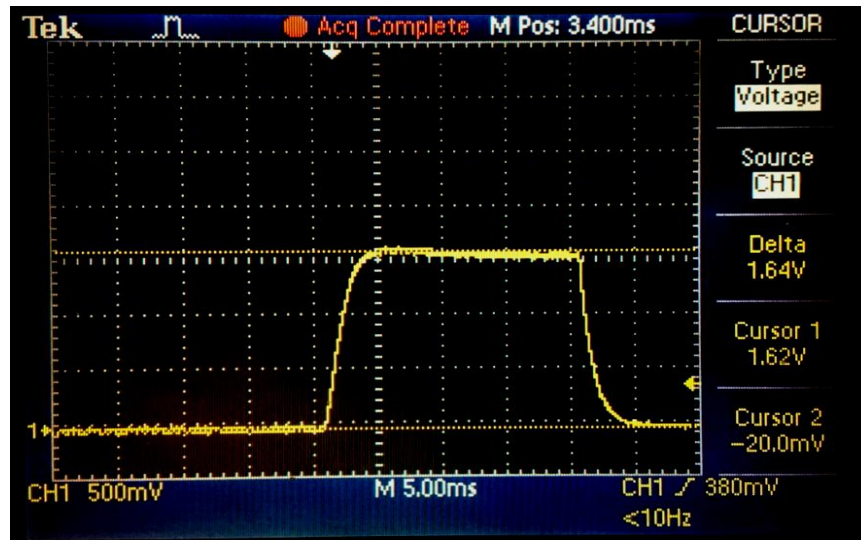 Tek Acq Complete M Pos: 3.400ms CURSOR
Type
Voltage
Source
CH1
Delta
1.64V
Cursor 1
1.62V
1 Cursor 2
-20.0mV
CH1 500mV M 5.00ms CH1 380mV
<10Hz